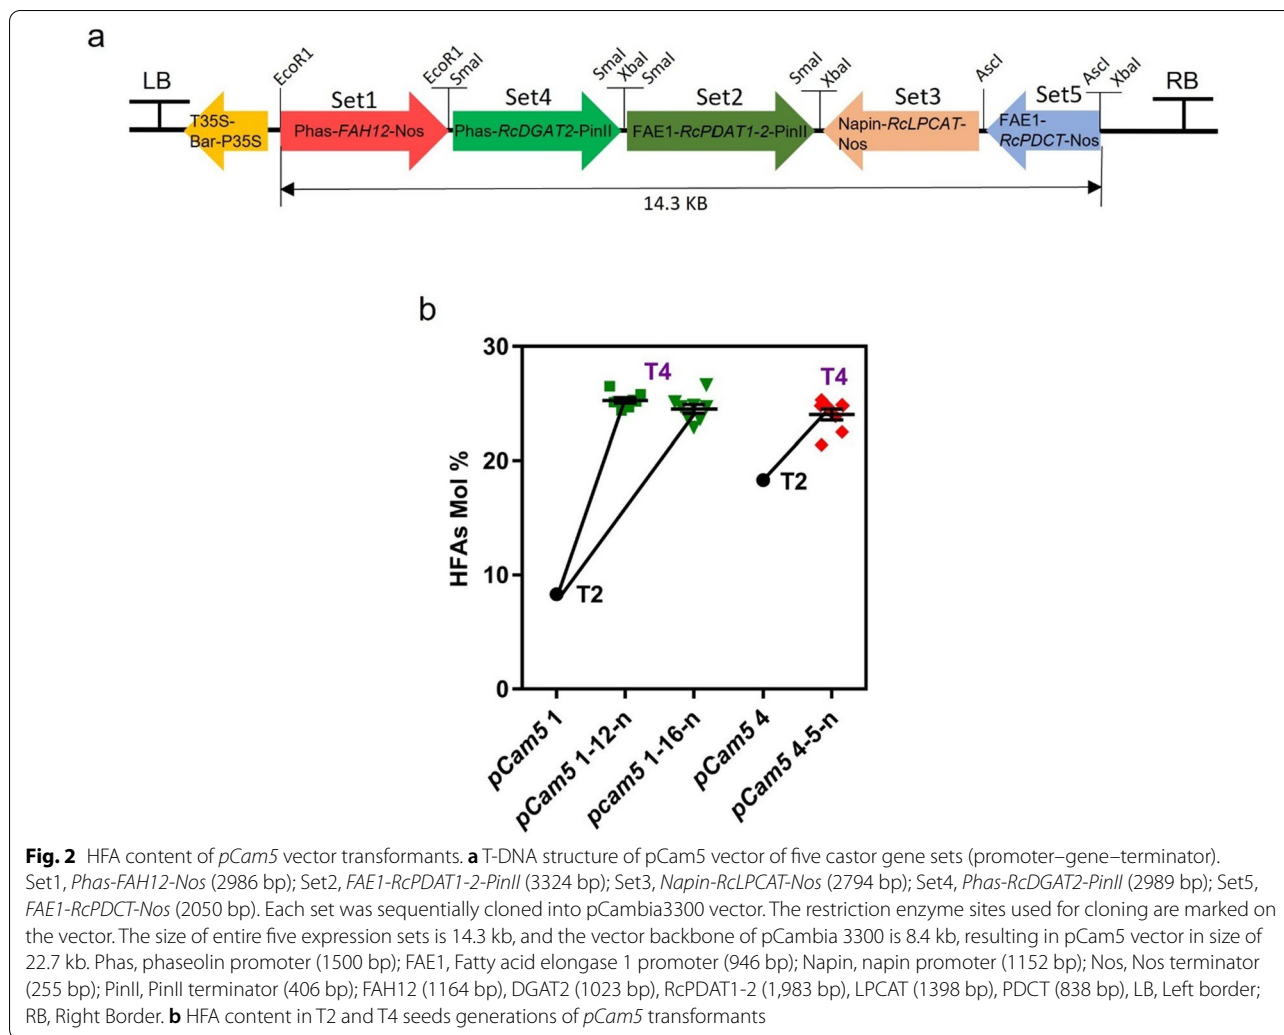 a
LB
EcoR1
EcoR1
SmaI
SmaI
XbaI
SmaI
SmaI
XbaI
AscI
AscI
XbaI
RB
Set1
Set4
Set2
Set3
Set5
T35S-
Bar-P35S
Phas-FAH12-Nos
Phas-RcDGAT2-PinII
FAE1-RcPDAT1-2-PinII
Napin-RcLPCAT-
Nos
FAE1-
RcPDCT-Nos
14.3 KB
b
HFAs Mol %
30
20
10
0
T4
T4
T2
T2
pCam5 1
pCam5 1-12-n
pcam5 1-16-n
pCam5 4
pCam5 4-5-n
Fig. 2 HFA content of pCam5 vector transformants. a T-DNA structure of pCam5 vector of five castor gene sets (promoter–gene–terminator).
Set1, Phas-FAH12-Nos (2986 bp); Set2, FAE1-RcPDAT1-2-PinII (3324 bp); Set3, Napin-RcLPCAT-Nos (2794 bp); Set4, Phas-RcDGAT2-PinII (2989 bp); Set5,
FAE1-RcPDCT-Nos (2050 bp). Each set was sequentially cloned into pCambia3300 vector. The restriction enzyme sites used for cloning are marked on
the vector. The size of entire five expression sets is 14.3 kb, and the vector backbone of pCambia 3300 is 8.4 kb, resulting in pCam5 vector in size of
22.7 kb. Phas, phaseolin promoter (1500 bp); FAE1, Fatty acid elongase 1 promoter (946 bp); Napin, napin promoter (1152 bp); Nos, Nos terminator
(255 bp); PinII, PinII terminator (406 bp); FAH12 (1164 bp), DGAT2 (1023 bp), RcPDAT1-2 (1,983 bp), LPCAT (1398 bp), PDCT (838 bp), LB, Left border;
RB, Right Border. b HFA content in T2 and T4 seeds generations of pCam5 transformants